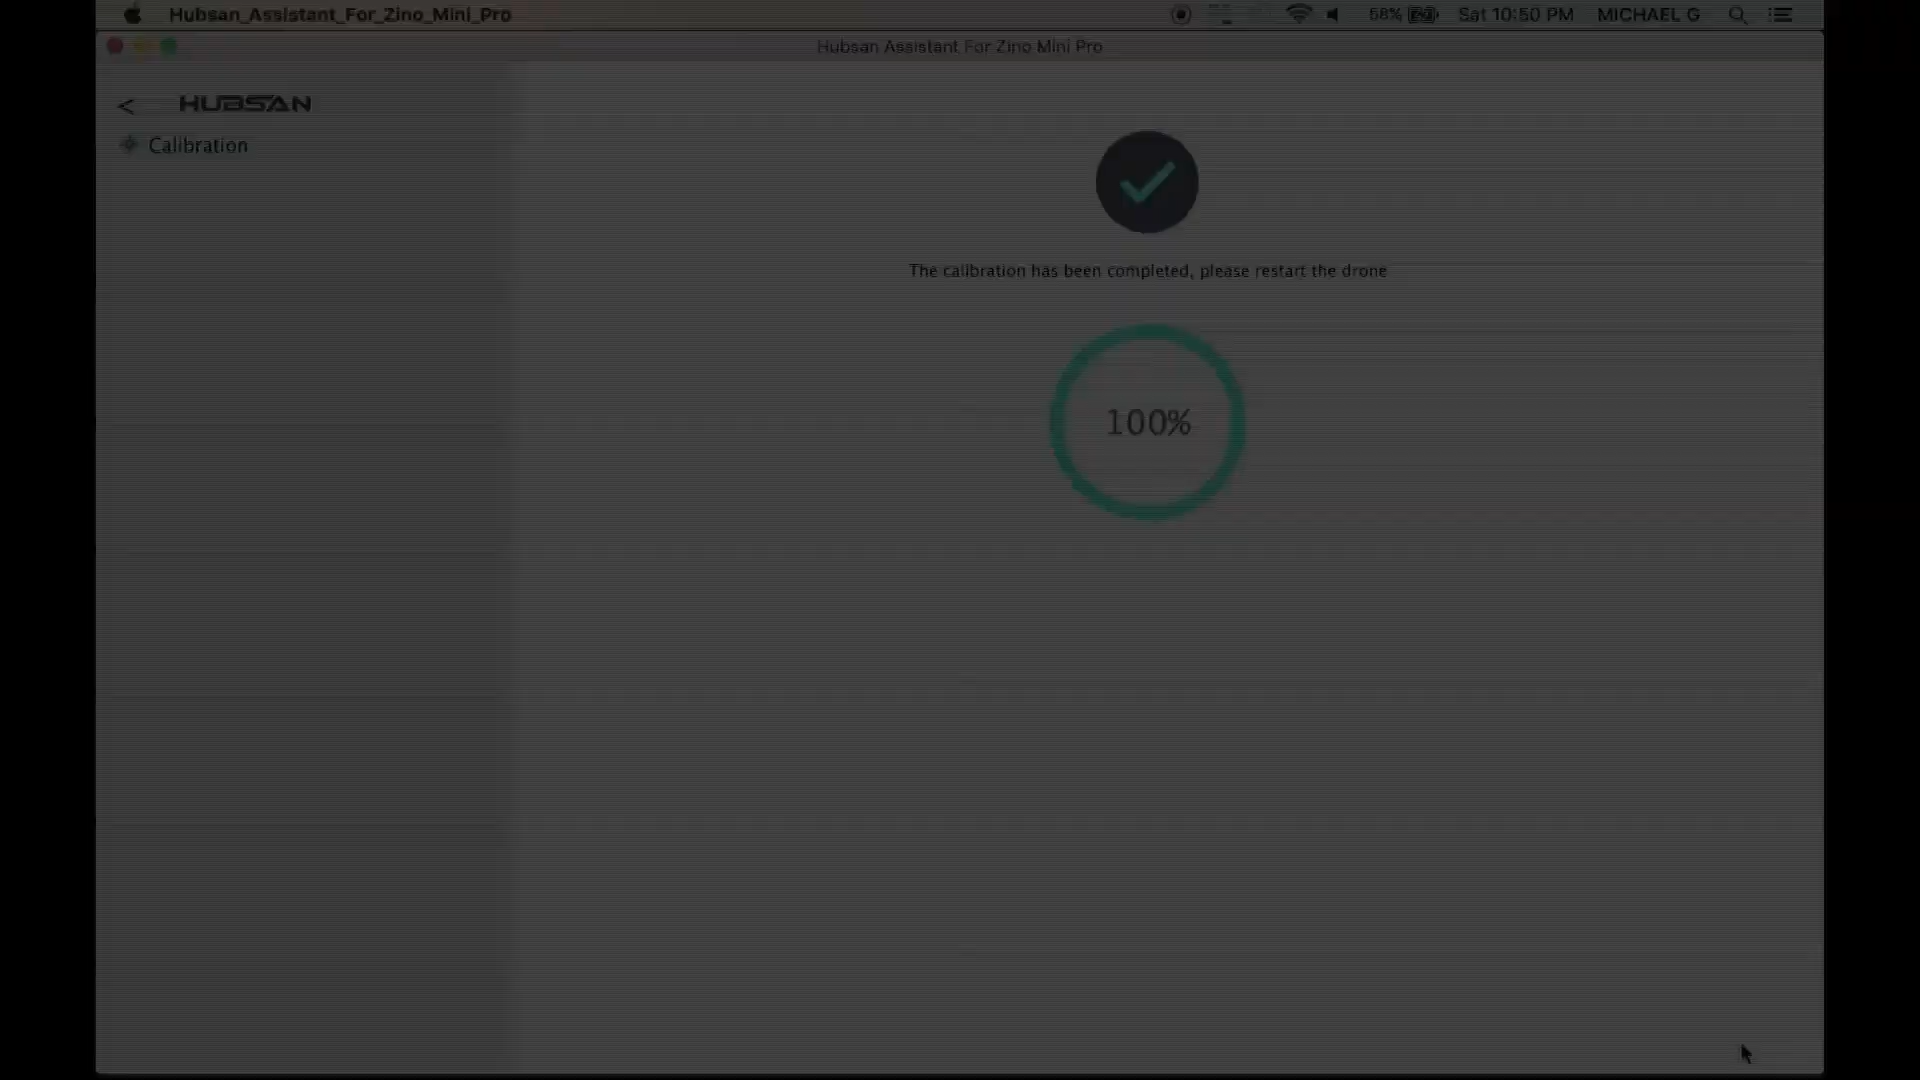 Hubsan_Assistant_For_Zino_Mini_Pro
58% Sat 10:50 PM MICHAEL G
Hubsan Assistant For Zino Mini Pro
< HUBSAN
Calibration
The calibration has been completed, please restart the drone
100%